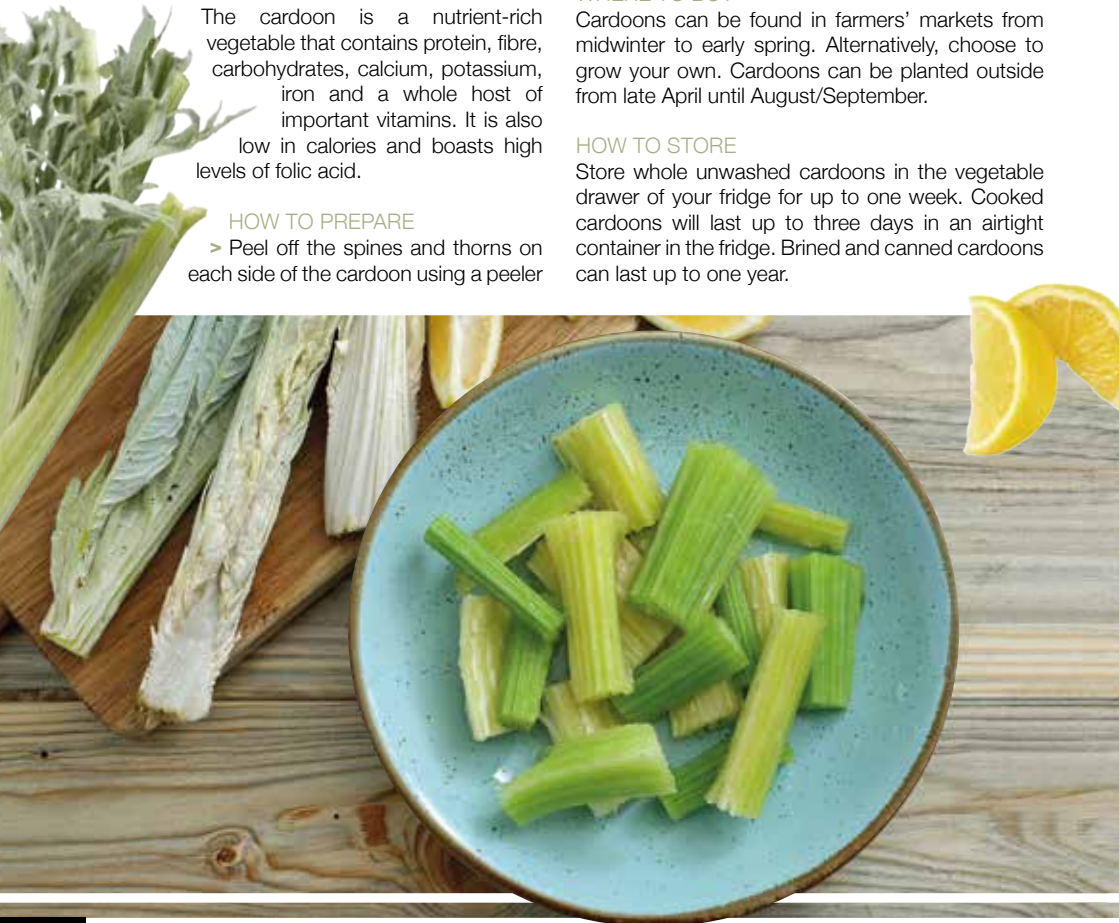 The cardoon is a nutrient-rich
vegetable that contains protein, fibre,
carbohydrates, calcium, potassium,
iron and a whole host of
important vitamins. It is also
low in calories and boasts high
levels of folic acid.
HOW TO PREPARE
> Peel off the spines and thorns on
each side of the cardoon using a peeler
WHERE TO BUY
Cardoons can be found in farmers’ markets from
midwinter to early spring. Alternatively, choose to
grow your own. Cardoons can be planted outside
from late April until August/September.
HOW TO STORE
Store whole unwashed cardoons in the vegetable
drawer of your fridge for up to one week. Cooked
cardoons will last up to three days in an airtight
container in the fridge. Brined and canned cardoons
can last up to one year.